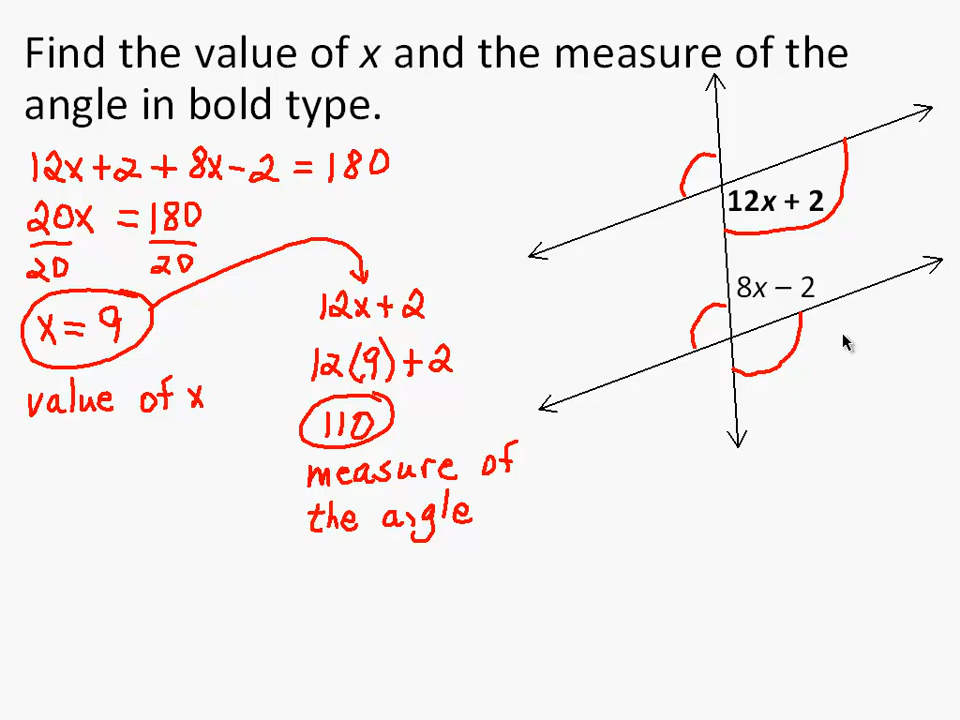 Find the value of x and the measure of the
angle in bold type.
12x + 2 + 8x - 2 = 180
20x = 180
20 20
x = 9
value of x
12x + 2
12(9) + 2
110
measure of
the angle
12x + 2
8x – 2